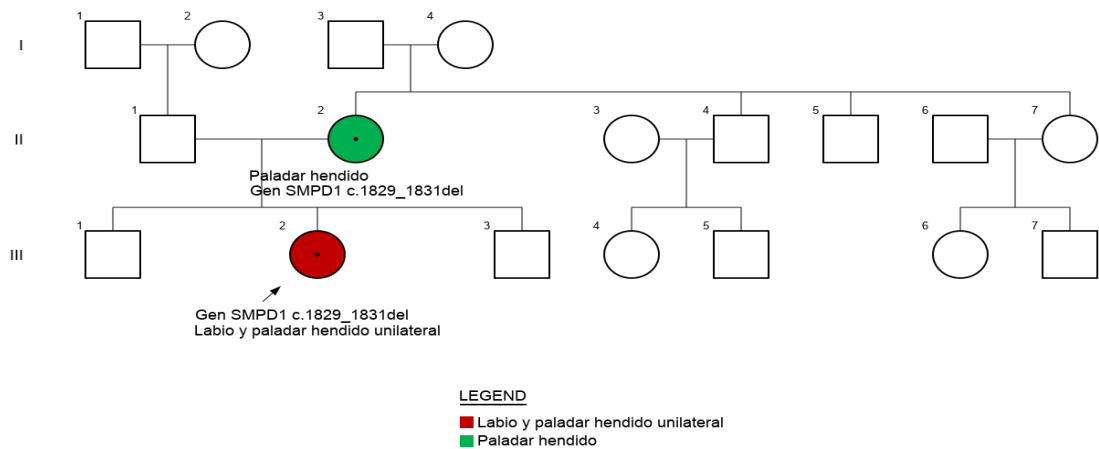 1 2 3 4
I
1 2 3 4 5 6 7
II
Paladar hendido
Gen SMPD1 c.1829_1831del
1 2 3 4 5 6 7
III
Gen SMPD1 c.1829_1831del
Labio y paladar hendido unilateral
LEGEND
Labio y paladar hendido unilateral
Paladar hendido